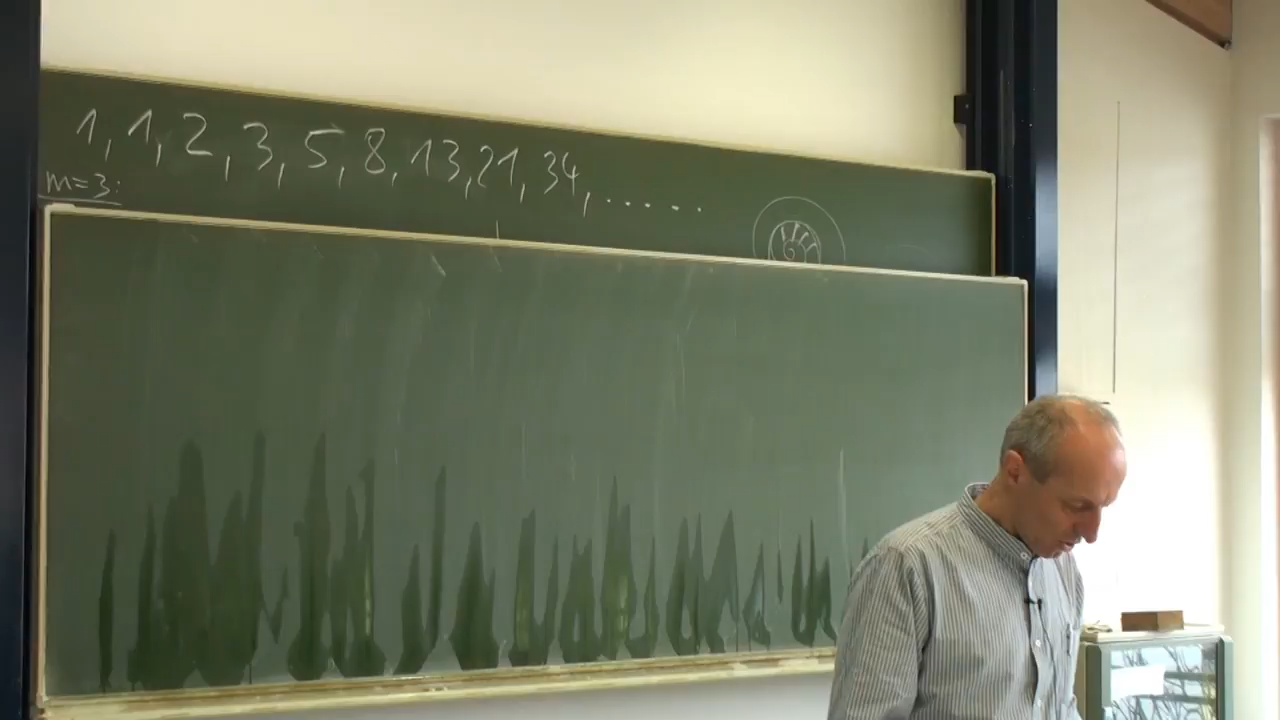 1, 1, 2, 3, 5, 8, 13, 21, 34, .....
m=3: